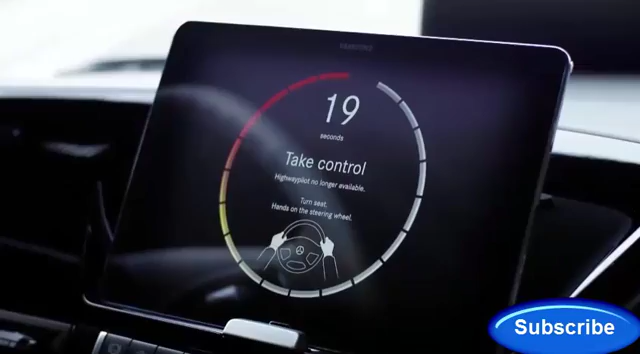 19
seconds
Take control
Highwaypilot no longer available.
Turn seat.
Hands on the steering wheel.
Subscribe